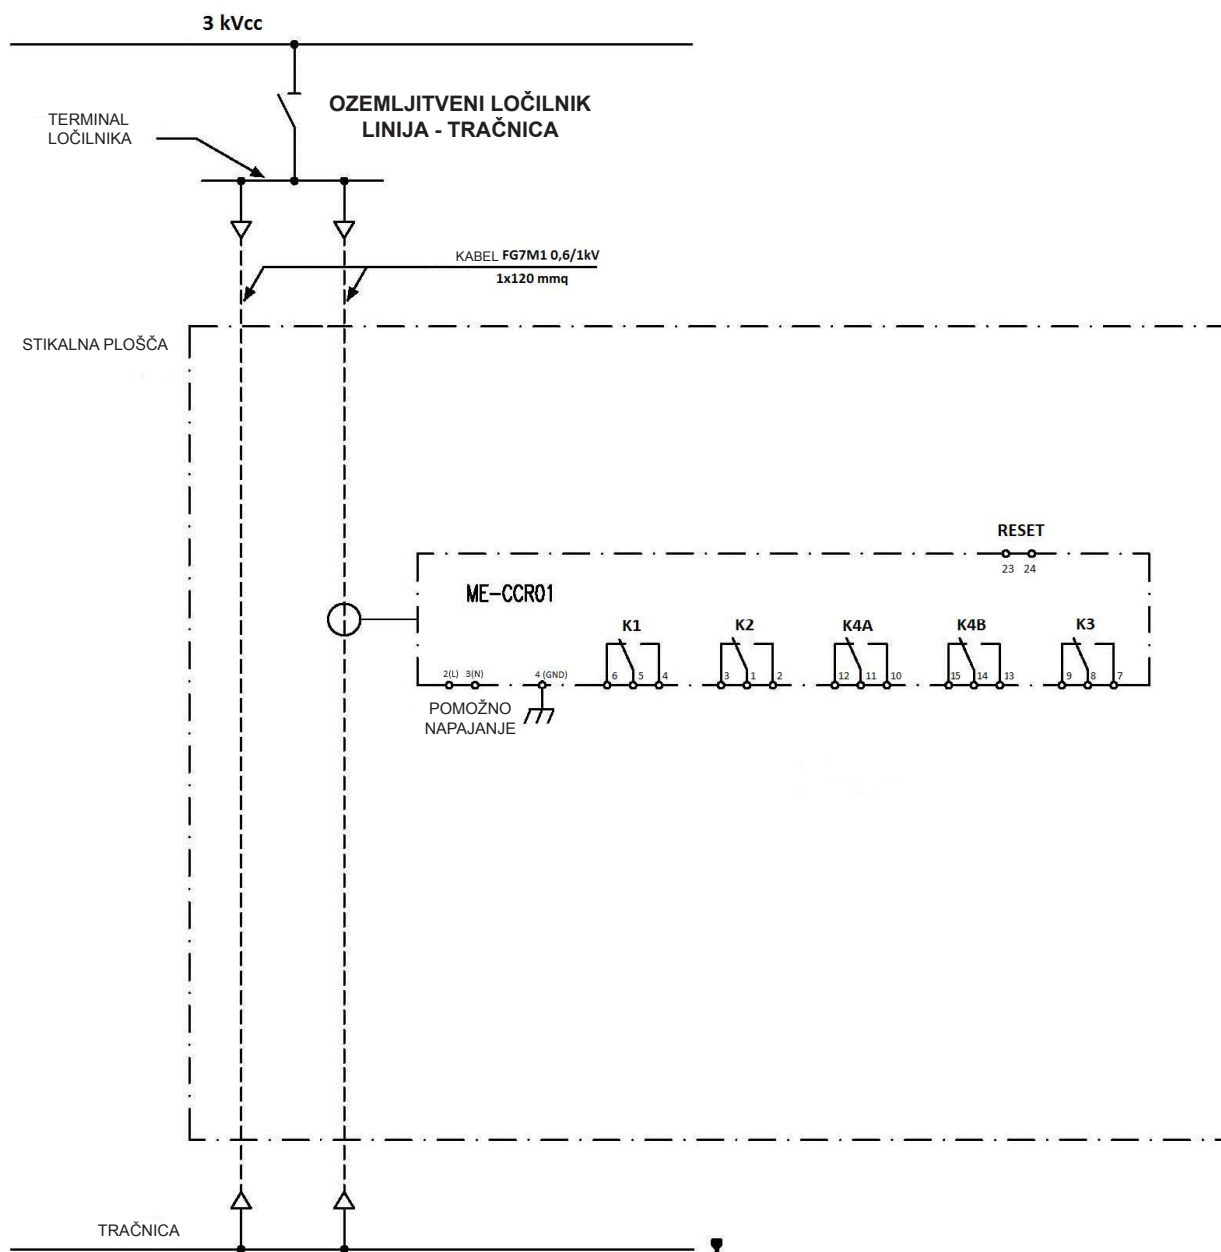 3 kVcc
OZEMLJITVENI LOČILNIK
LINIJA - TRAČNICA
TERMINAL
LOČILNIKA
KABEL FG7M1 0,6/1kV
1x120 mmq
STIKALNA PLOŠČA
RESET
23 24
ME-CCR01
K1 K2 K4A K4B K3
2(L) 3(N) 4 (GND) 6 5 4 3 1 2 12 11 10 15 14 13 9 8 7
POMOŽNO
NAPAJANJE
TRAČNICA